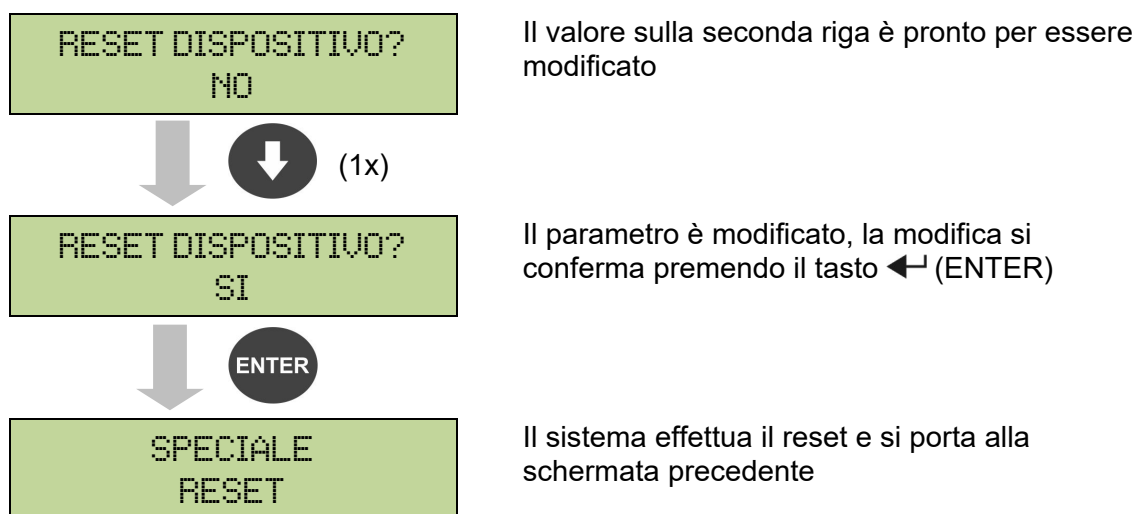 RESET DISPOSITIVO?
NO
Il valore sulla seconda riga è pronto per essere
modificato
(1x)
RESET DISPOSITIVO?
SI
Il parametro è modificato, la modifica si
conferma premendo il tasto (ENTER)
ENTER
SPECIALE
RESET
Il sistema effettua il reset e si porta alla
schermata precedente